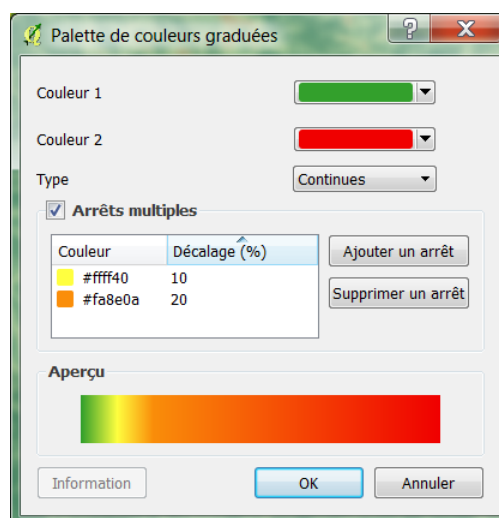 Palette de couleurs graduées
Couleur 1
Couleur 2
Type
Continues
Arrêts multiples
Couleur Décalage (%)
#ffff40 10
#fa8e0a 20
Ajouter un arrêt
Supprimer un arrêt
Aperçu
Information
OK
Annuler